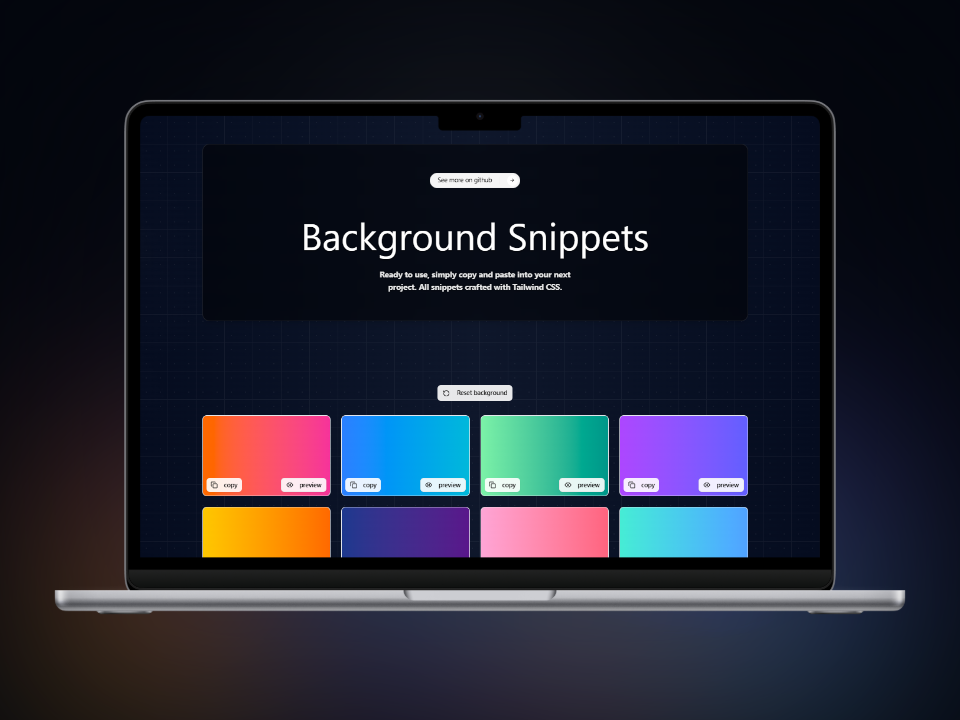 See more on github
Background Snippets
Ready to use, simply copy and paste into your next
project. All snippets crafted with Tailwind CSS.
Reset background
copy preview copy preview copy preview copy preview